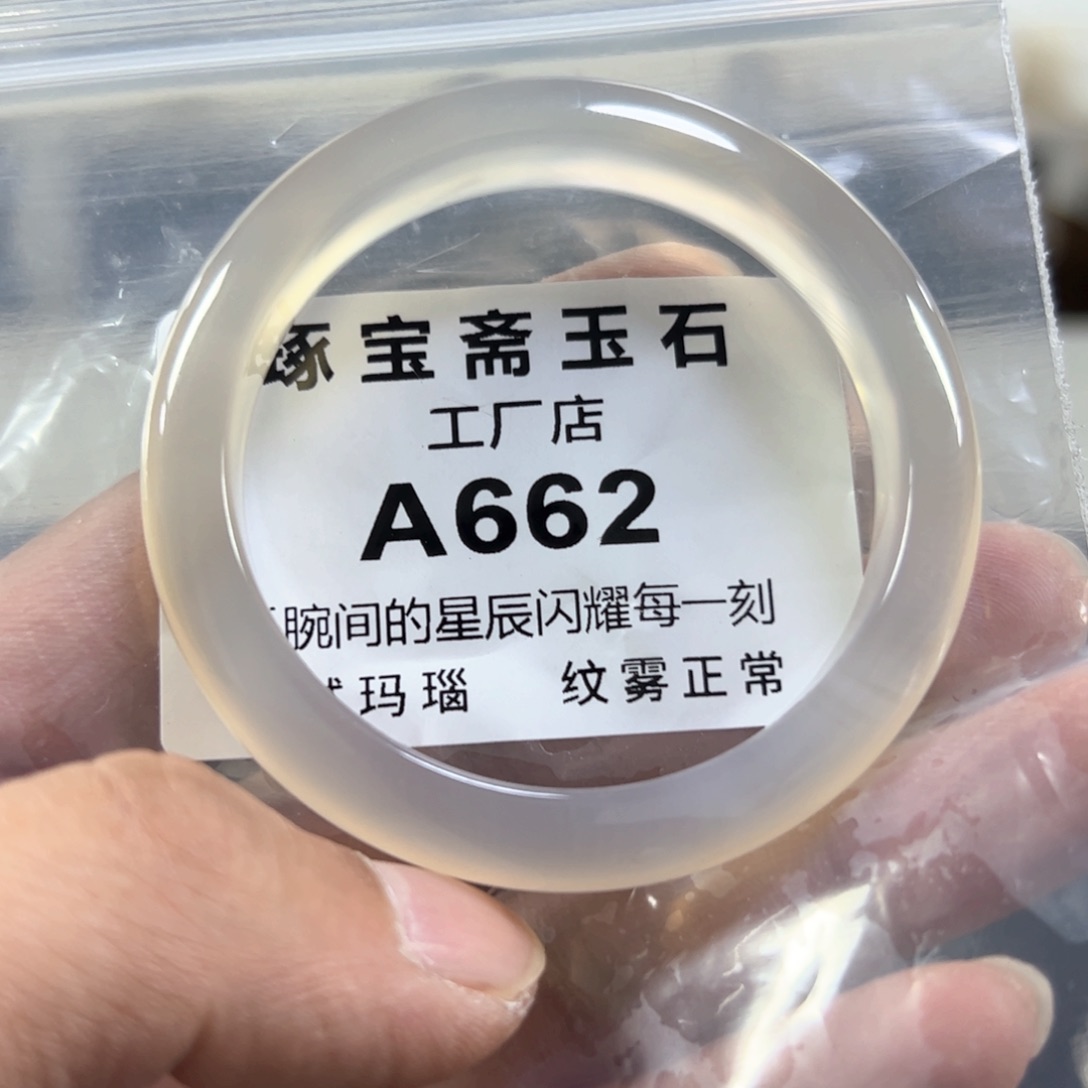 琢宝斋玉石
工厂店
A662
腕间的星辰闪耀每一刻
玛瑙 纹雾正常